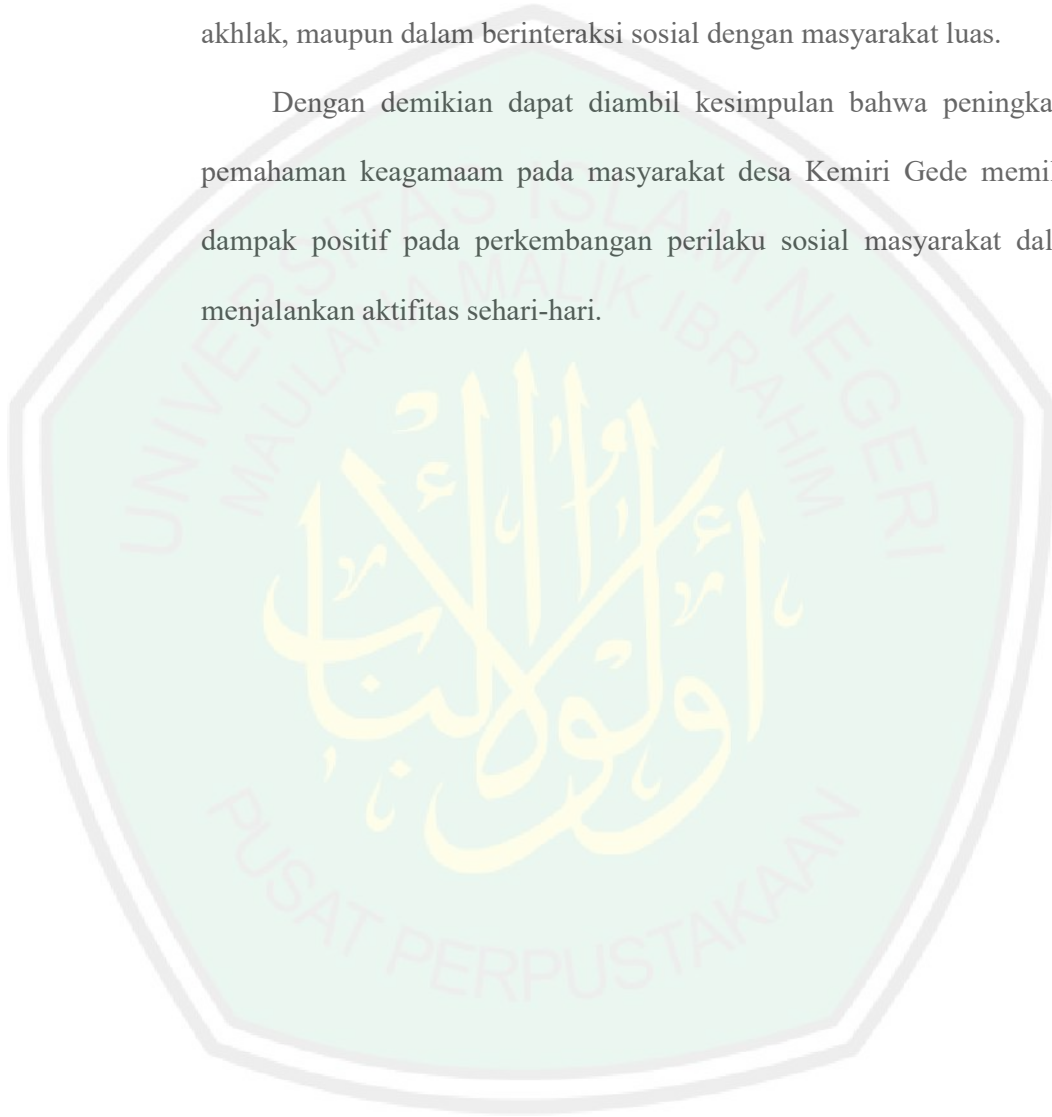 akhlak, maupun dalam berinteraksi sosial dengan masyarakat luas.
Dengan demikian dapat diambil kesimpulan bahwa peningka
pemahaman keagamaam pada masyarakat desa Kemiri Gede memil
dampak positif pada perkembangan perilaku sosial masyarakat dal
menjalankan aktifitas sehari-hari.
UNIVERSITAS ISLAM NEGERI
MAULANA MALIK IBRAHIM
أولوا الألباب
PUSAT PERPUSTAKAAN